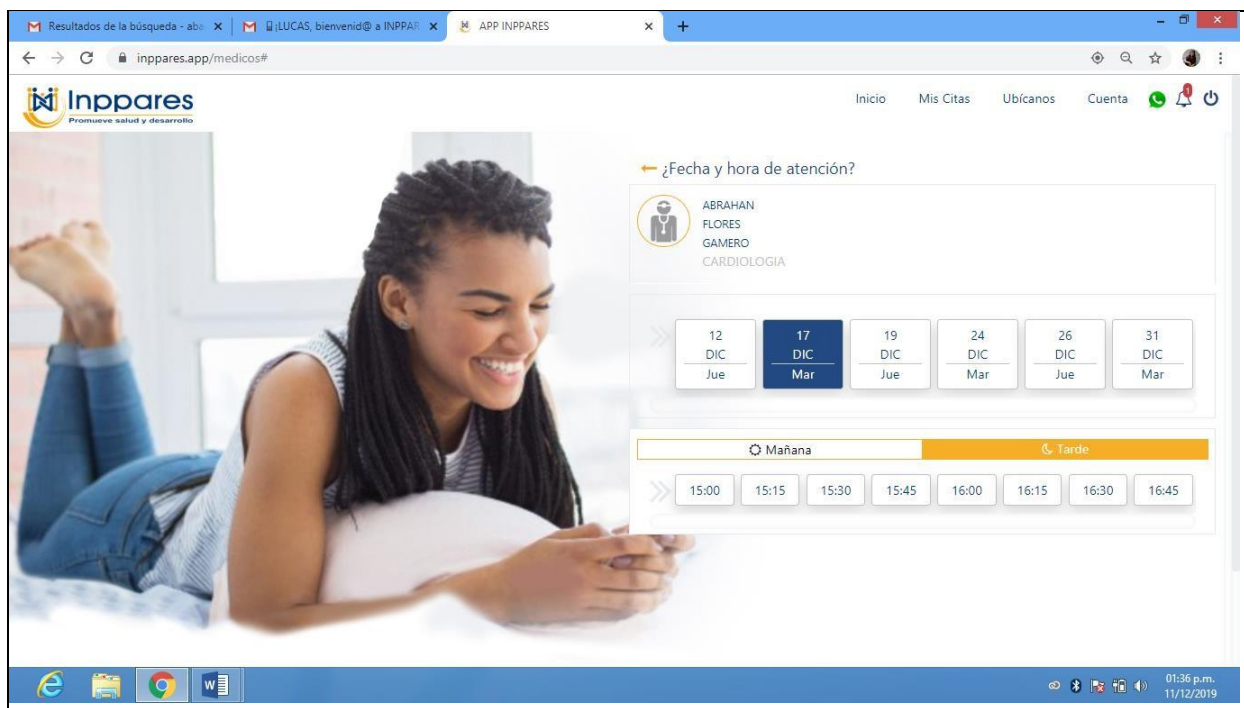 Resultados de la búsqueda - aba
¡LUCAS, bienvenid@ a INPPAR
APP INPPARES
inppares.app/medicos#
Inppares
Promueve salud y desarrollo
Inicio Mis Citas Ubícanos Cuenta 1
¿Fecha y hora de atención?
ABRAHAN
FLORES
GAMERO
CARDIOLOGIA
12 17 19 24 26 31
DIC DIC DIC DIC DIC DIC
Jue Mar Jue Mar Jue Mar
Mañana Tarde
15:00 15:15 15:30 15:45 16:00 16:15 16:30 16:45
01:36 p.m.
11/12/2019